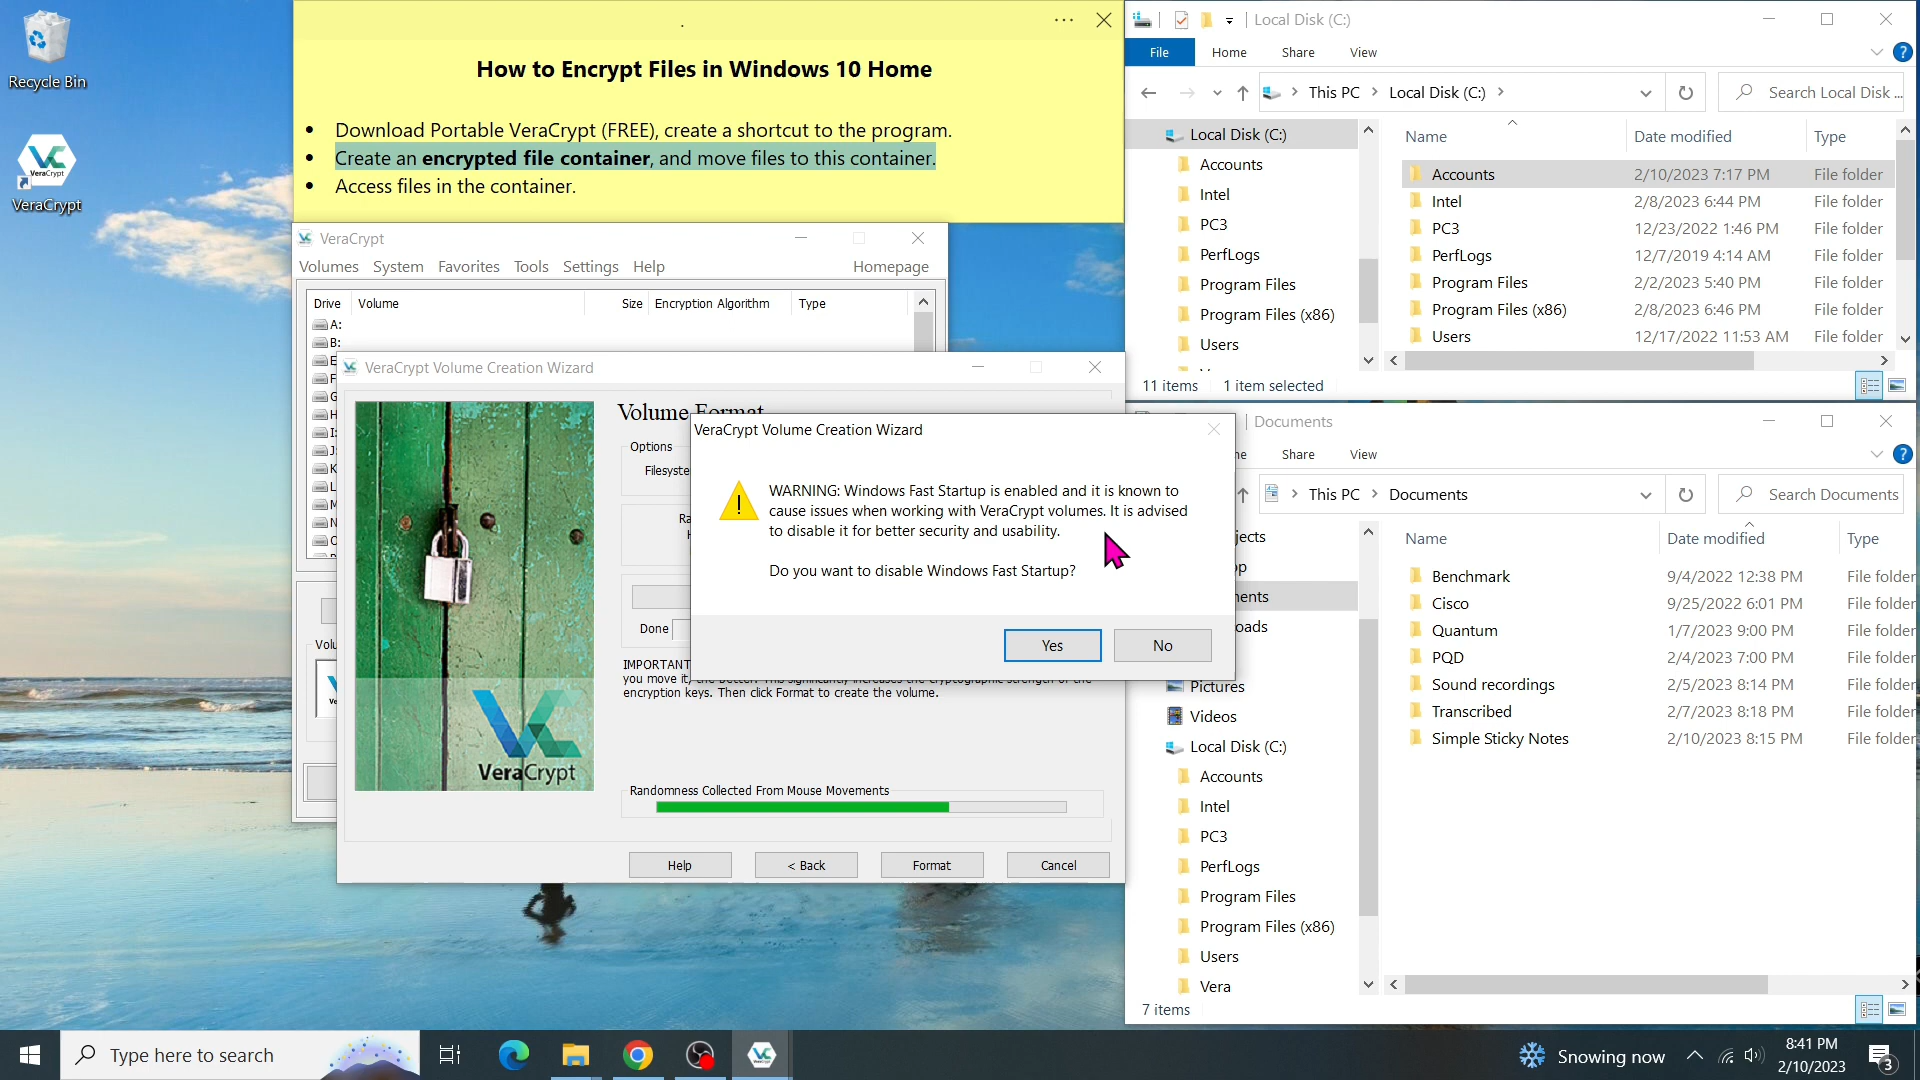 Recycle Bin
VeraCrypt
VeraCrypt
.
How to Encrypt Files in Windows 10 Home
• Download Portable VeraCrypt (FREE), create a shortcut to the program.
• Create an encrypted file container, and move files to this container.
• Access files in the container.
VeraCrypt
Volumes System Favorites Tools Settings Help Homepage
Drive Volume Size Encryption Algorithm Type
A:
B:
VeraCrypt Volume Creation Wizard
Volume Format
Options
VeraCrypt
Done
IMPORTANT
encryption keys. Then click Format to create the volume.
Randomness Collected From Mouse Movements
Help < Back Format Cancel
VeraCrypt Volume Creation Wizard
WARNING: Windows Fast Startup is enabled and it is known to
cause issues when working with VeraCrypt volumes. It is advised
to disable it for better security and usability.
Do you want to disable Windows Fast Startup?
Yes No
Local Disk (C:)
File Home Share View
This PC > Local Disk (C:) >
Search Local Disk ...
Local Disk (C:)
Accounts
Intel
PC3
PerfLogs
Program Files
Program Files (x86)
Users
Name Date modified Type
Accounts 2/10/2023 7:17 PM File folder
Intel 2/8/2023 6:44 PM File folder
PC3 12/23/2022 1:46 PM File folder
PerfLogs 12/7/2019 4:14 AM File folder
Program Files 2/2/2023 5:40 PM File folder
Program Files (x86) 2/8/2023 6:46 PM File folder
Users 12/17/2022 11:53 AM File folder
11 items 1 item selected
Documents
Share View
This PC > Documents
Search Documents
Pictures
Videos
Local Disk (C:)
Accounts
Intel
PC3
PerfLogs
Program Files
Program Files (x86)
Users
Vera
Name Date modified Type
Benchmark 9/4/2022 12:38 PM File folder
Cisco 9/25/2022 6:01 PM File folder
Quantum 1/7/2023 9:00 PM File folder
PQD 2/4/2023 7:00 PM File folder
Sound recordings 2/5/2023 8:14 PM File folder
Transcribed 2/7/2023 8:18 PM File folder
Simple Sticky Notes 2/10/2023 8:15 PM File folder
7 items
Type here to search
Snowing now
8:41 PM
2/10/2023
3